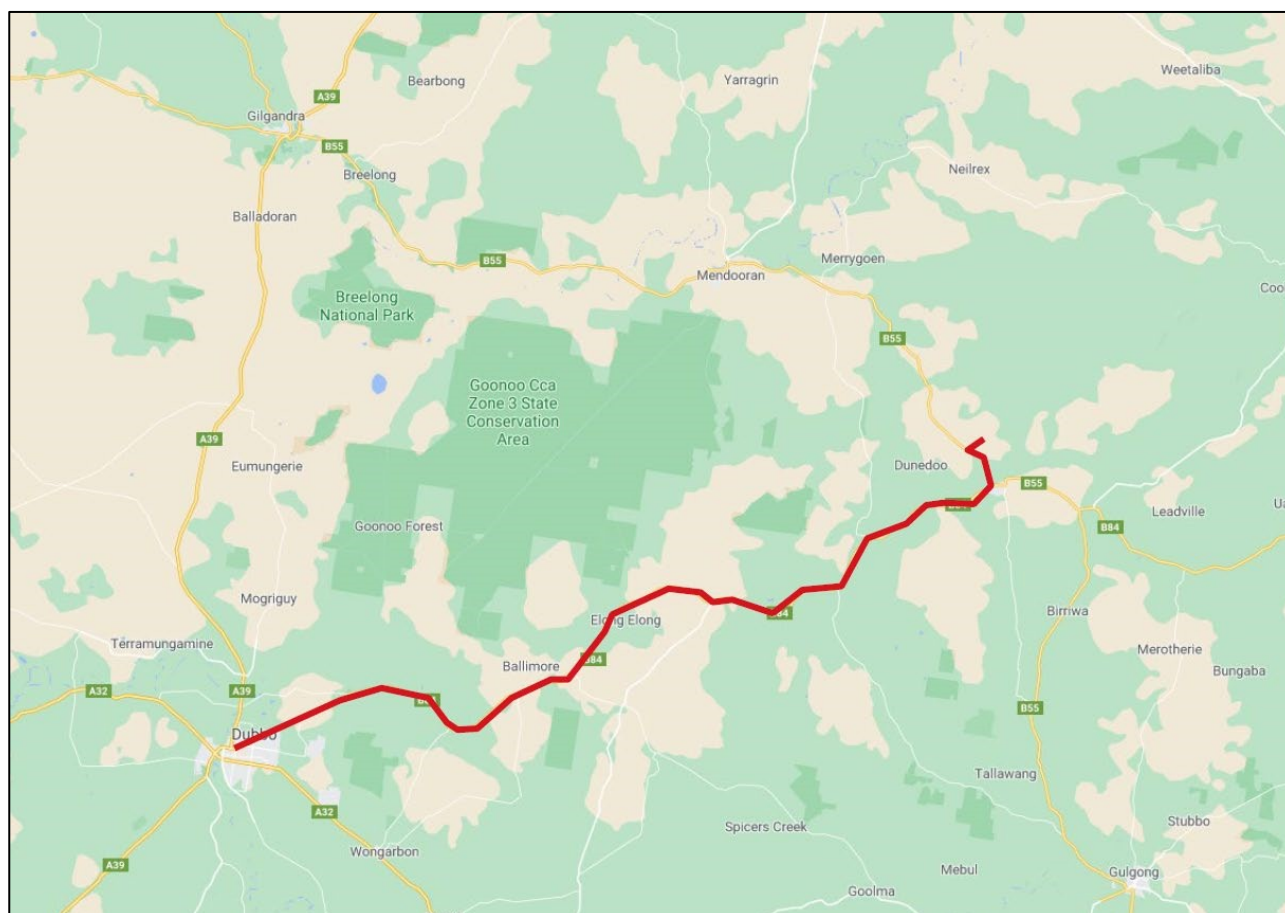 Weetaliba
Bearbong
Yarragrin
A39
Gilgandra
B55
Breelong
Neilrex
Balladoran
Merrygoen
B55
Mendooran
Coo
Breelong
National Park
B55
Goonoo Cca
Zone 3 State
Conservation
Area
A39
Eumungerie
Dunedoo
B55
Leadville
Ua
Goonoo Forest
B84
Mogriguy
Elong Elong
B84
Birriwa
Terramungamine
Merotherie
Ballimore
B84
Bungaba
A32
A39
B55
Dubbo
Tallawang
A32
Spicers Creek
Stubbo
Wongarbon
A39
Mebul
Gulgong
Goolma